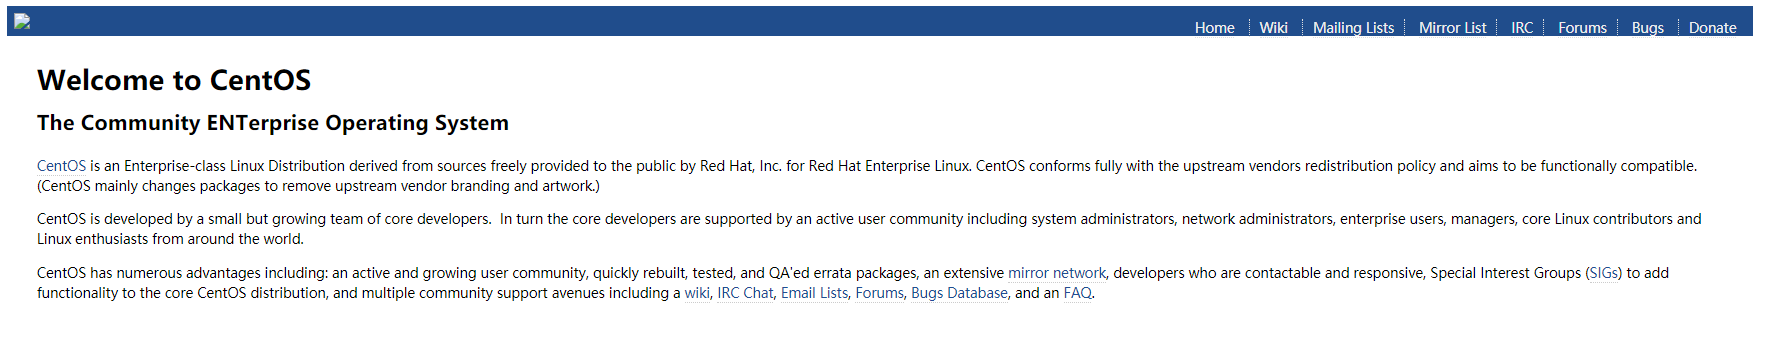 Home Wiki Mailing Lists Mirror List IRC Forums Bugs Donate
Welcome to CentOS
The Community ENTerprise Operating System
CentOS is an Enterprise-class Linux Distribution derived from sources freely provided to the public by Red Hat, Inc. for Red Hat Enterprise Linux. CentOS conforms fully with the upstream vendors redistribution policy and aims to be functionally compatible.
(CentOS mainly changes packages to remove upstream vendor branding and artwork.)
CentOS is developed by a small but growing team of core developers.  In turn the core developers are supported by an active user community including system administrators, network administrators, enterprise users, managers, core Linux contributors and
Linux enthusiasts from around the world.
CentOS has numerous advantages including: an active and growing user community, quickly rebuilt, tested, and QA'ed errata packages, an extensive mirror network, developers who are contactable and responsive, Special Interest Groups (SIGs) to add
functionality to the core CentOS distribution, and multiple community support avenues including a wiki, IRC Chat, Email Lists, Forums, Bugs Database, and an FAQ.